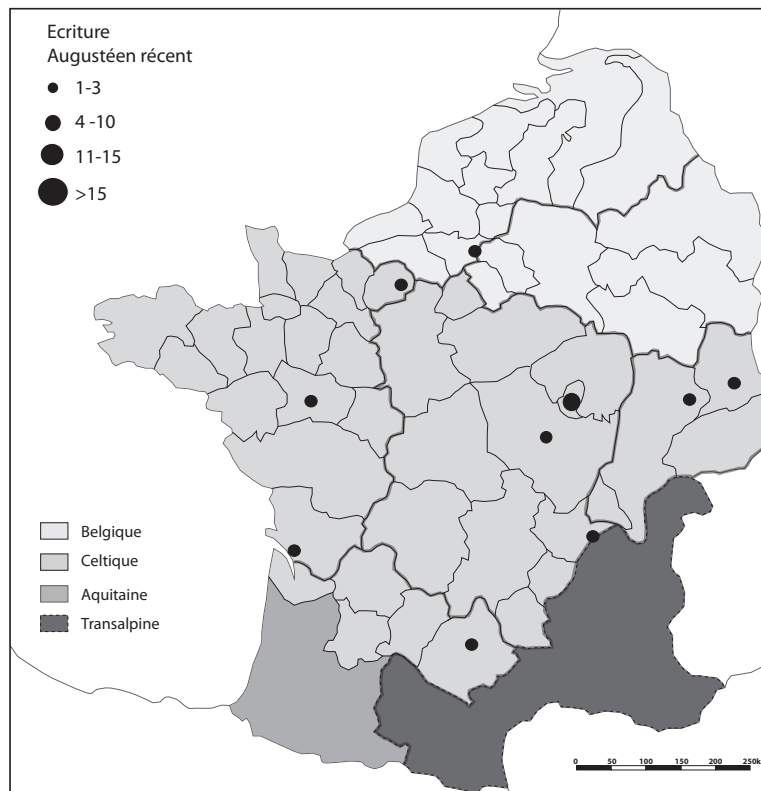 Ecriture
Augustéen récent
1-3
4 -10
11-15
>15
Belgique
Celtique
Aquitaine
Transalpine
0 50 100 150 200 250k